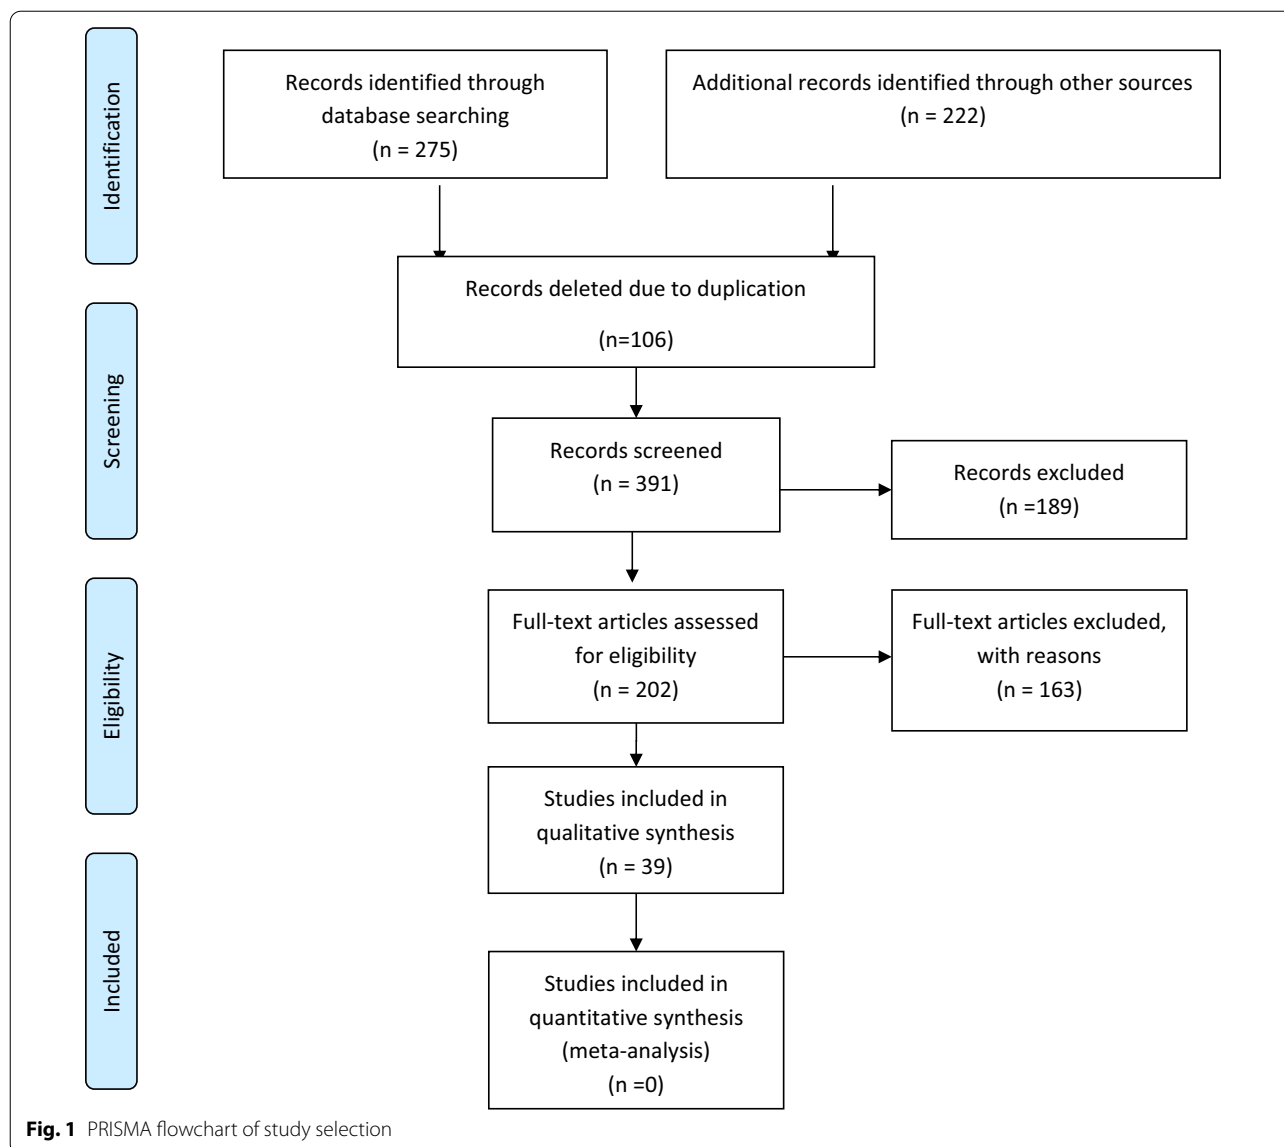 Identification
Records identified through
database searching
(n = 275)
Additional records identified through other sources
(n = 222)
Records deleted due to duplication
(n=106)
Screening
Records screened
(n = 391)
Records excluded
(n =189)
Eligibility
Full-text articles assessed
for eligibility
(n = 202)
Full-text articles excluded,
with reasons
(n = 163)
Studies included in
qualitative synthesis
(n = 39)
Included
Studies included in
quantitative synthesis
(meta-analysis)
(n =0)
Fig. 1 PRISMA flowchart of study selection